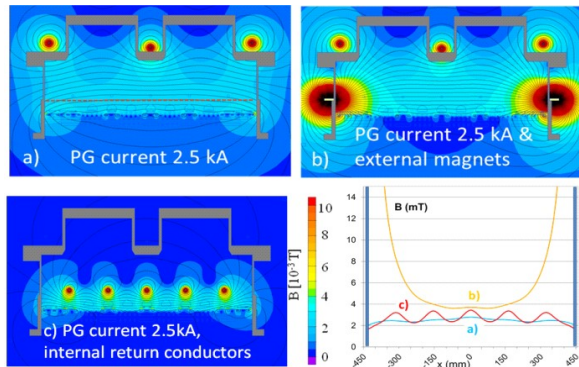 a) PG current 2.5 kA
b) PG current 2.5 kA &
external magnets
c) PG current 2.5kA,
internal return conductors
B [10⁻³ T]
10
8
6
4
2
0
B (mT)
14
12
10
8
6
4
2
0
b)
c)
a)
-450
-300
-150
0
150
300
450
x (mm)